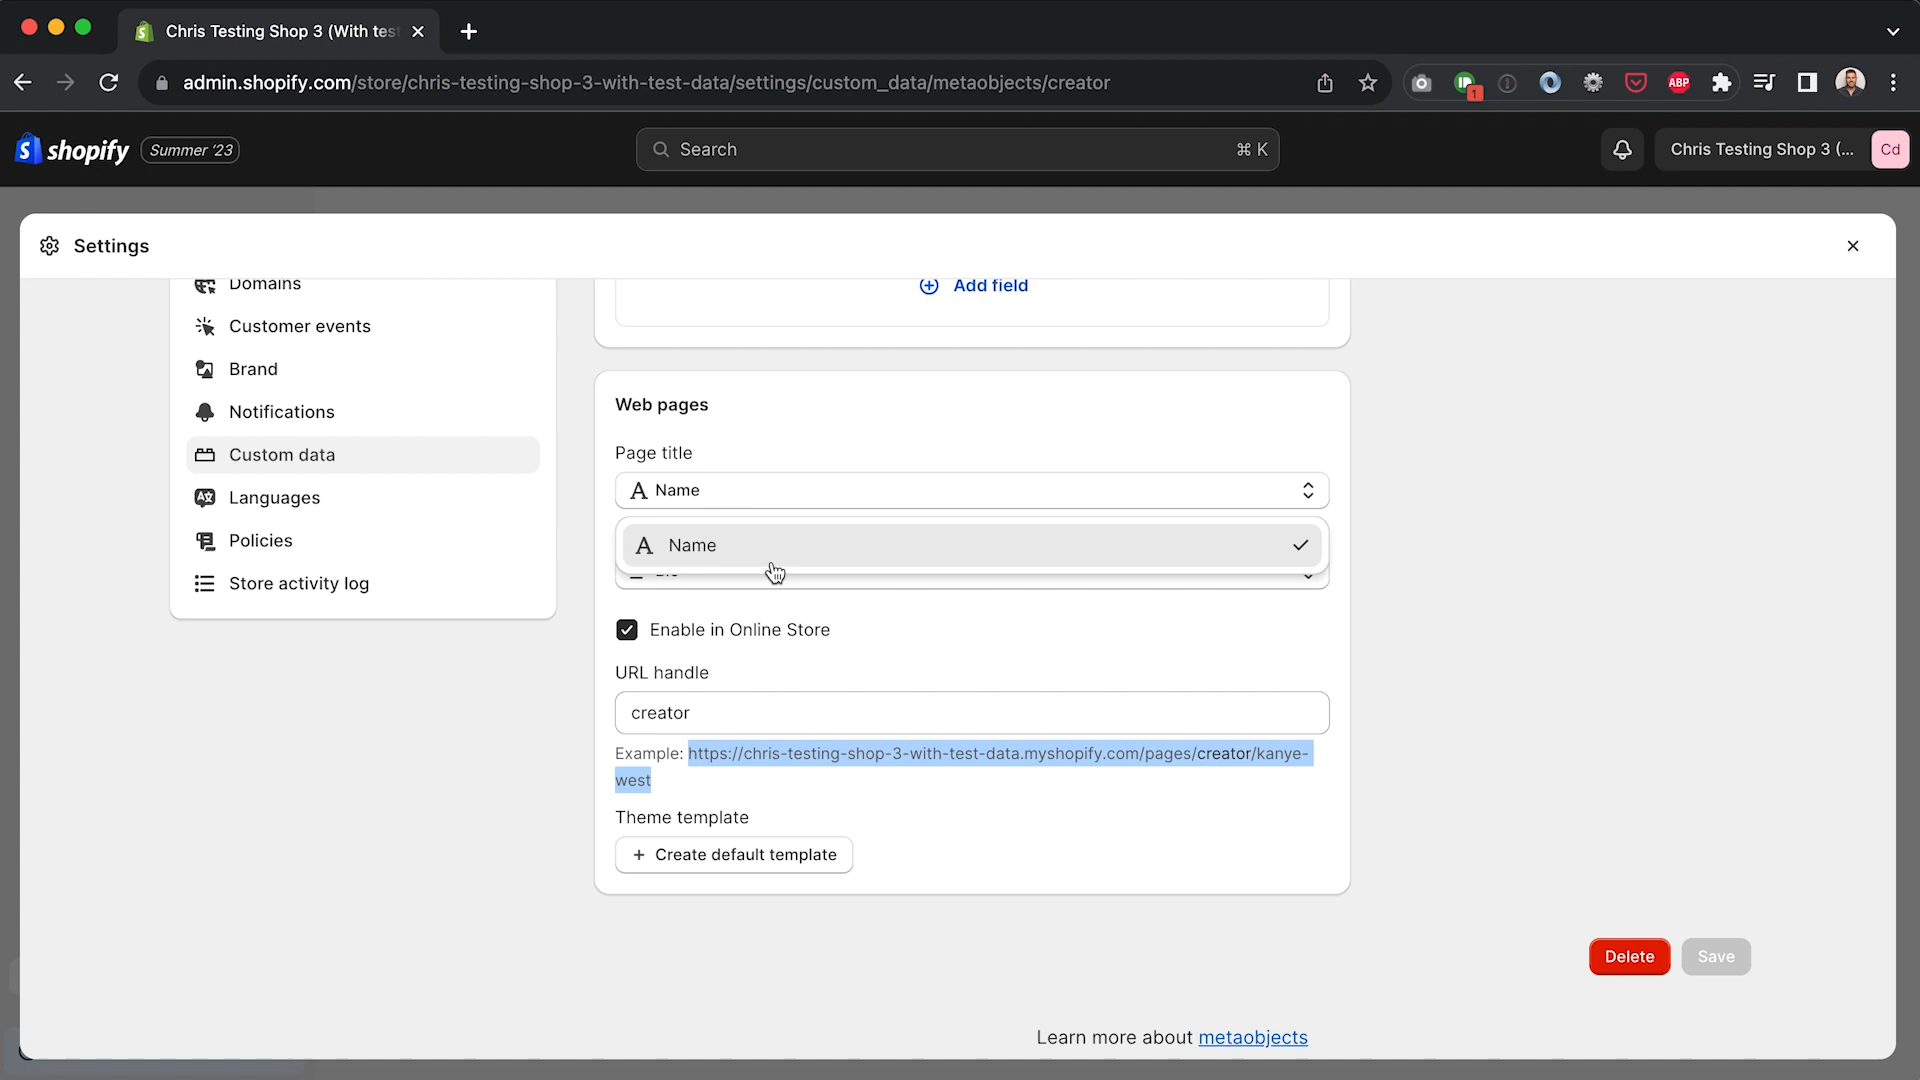 Chris Testing Shop 3 (With tes
admin.shopify.com/store/chris-testing-shop-3-with-test-data/settings/custom_data/metaobjects/creator
1
ABP
shopify
Summer '23
Search
⌘ K
Chris Testing Shop 3 (...
Cd
Settings
Domains
Customer events
Brand
Notifications
Custom data
Languages
Policies
Store activity log
Add field
Web pages
Page title
Name
Name
Enable in Online Store
URL handle
creator
Example: https://chris-testing-shop-3-with-test-data.myshopify.com/pages/creator/kanye-
west
Theme template
+ Create default template
Delete
Save
Learn more about metaobjects